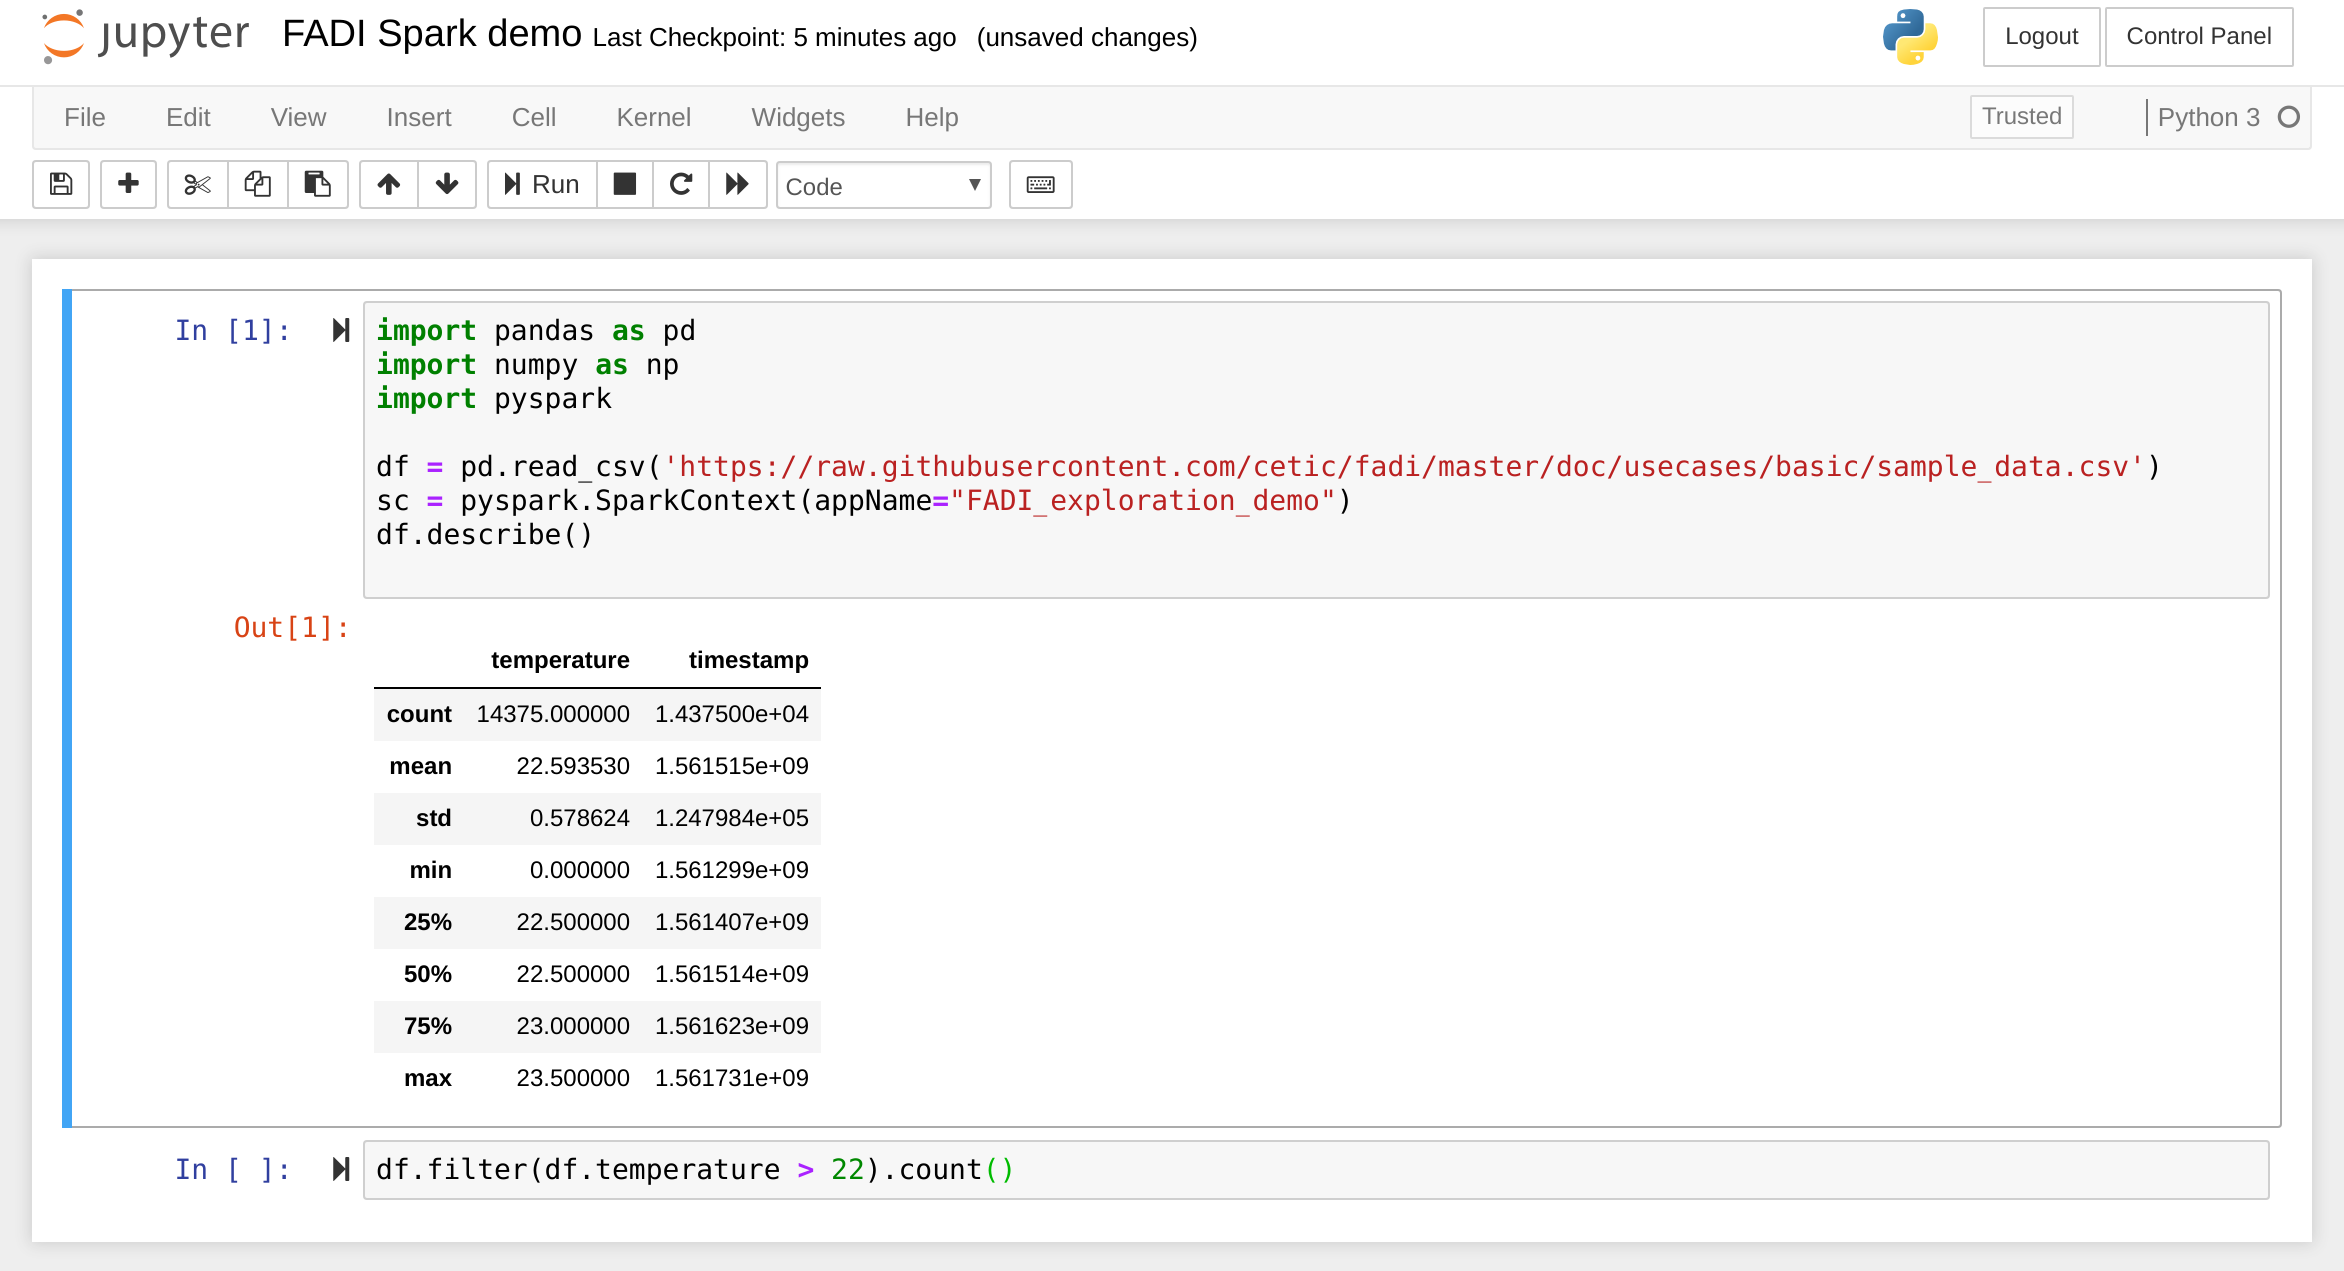 jupyter FADI Spark demo Last Checkpoint: 5 minutes ago (unsaved changes) Logout Control Panel
File Edit View Insert Cell Kernel Widgets Help Trusted Python 3
Run Code
In [1]: import pandas as pd
import numpy as np
import pyspark
df = pd.read_csv('https://raw.githubusercontent.com/cetic/fadi/master/doc/usecases/basic/sample_data.csv')
sc = pyspark.SparkContext(appName="FADI_exploration_demo")
df.describe()
Out[1]:
temperature timestamp
count 14375.000000 1.437500e+04
mean 22.593530 1.561515e+09
std 0.578624 1.247984e+05
min 0.000000 1.561299e+09
25% 22.500000 1.561407e+09
50% 22.500000 1.561514e+09
75% 23.000000 1.561623e+09
max 23.500000 1.561731e+09
In [ ]: df.filter(df.temperature > 22).count()